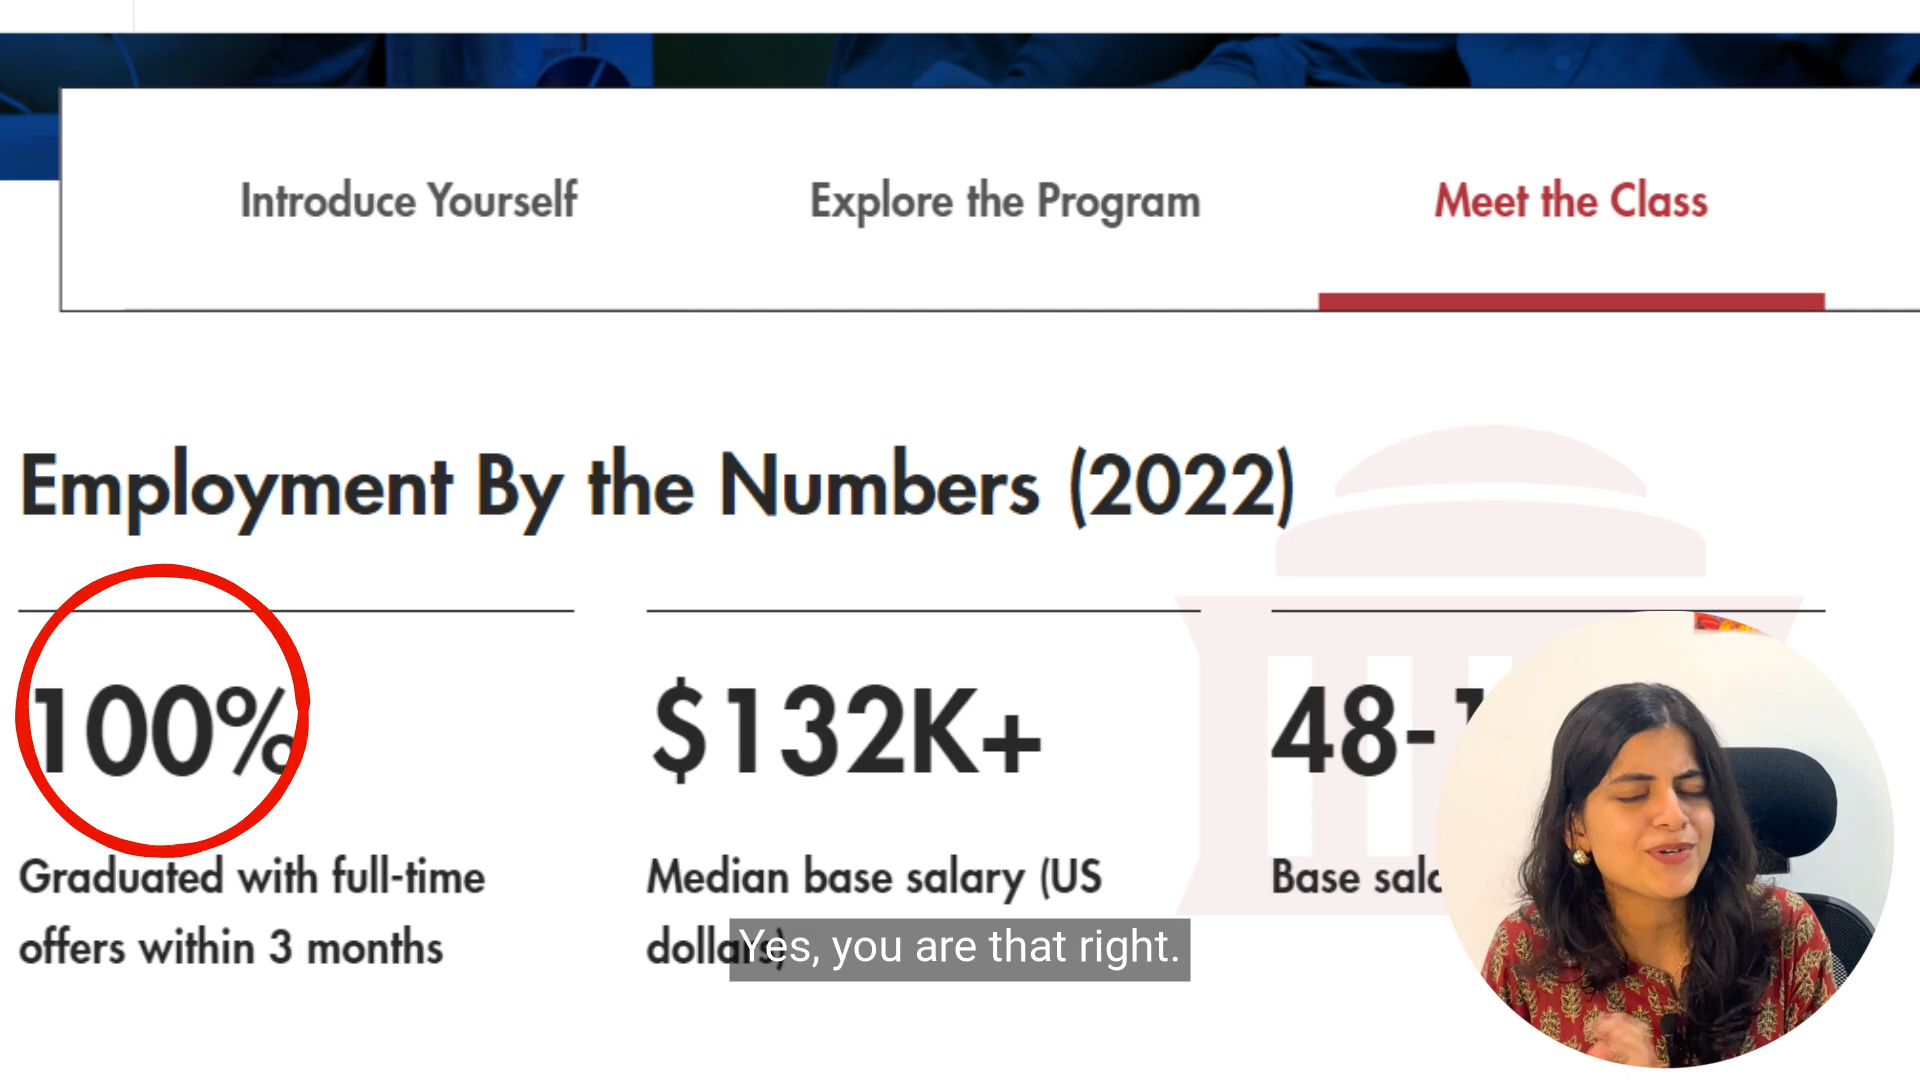 Introduce Yourself
Explore the Program
Meet the Class
Employment By the Numbers (2022)
100%
$132K+
48-
Graduated with full-time
offers within 3 months
Median base salary (US
dollars)
Base
Yes, you are that right.